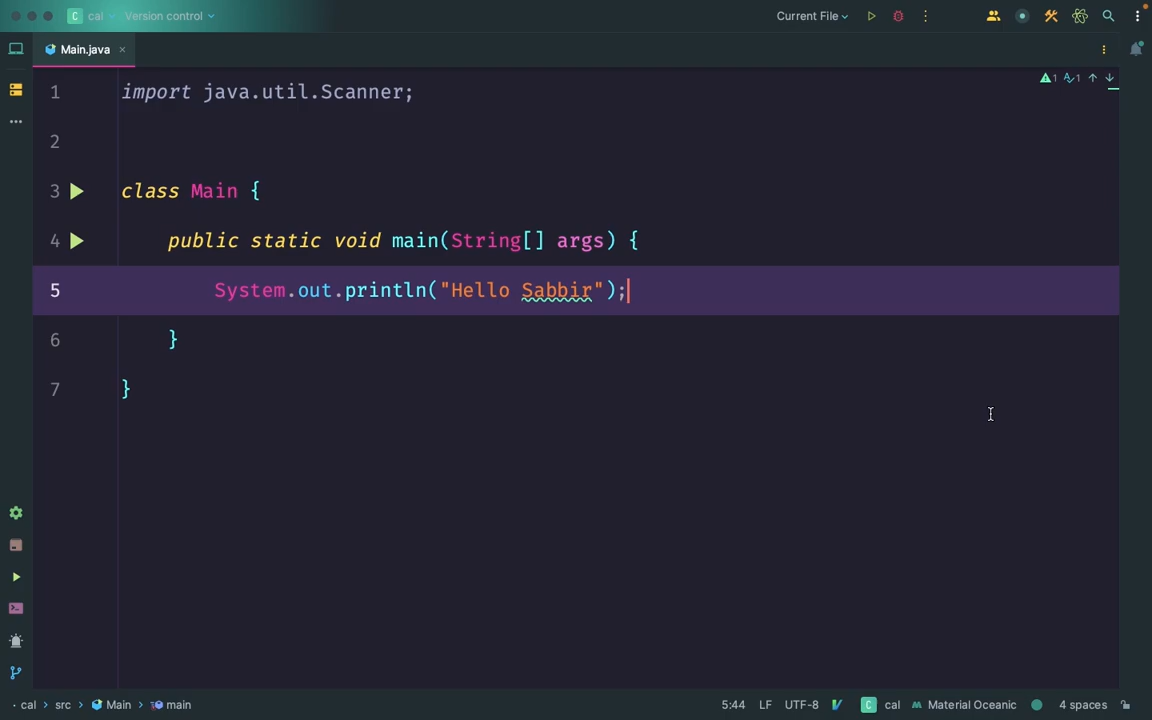 C cal Version control Current File
Main.java
1 1
1 import java.util.Scanner;
2
3 class Main {
4 public static void main(String[] args) {
5 System.out.println("Hello Sabbir");
6 }
7 }
cal > src > Main > main 5:44 LF UTF-8 C cal Material Oceanic 4 spaces